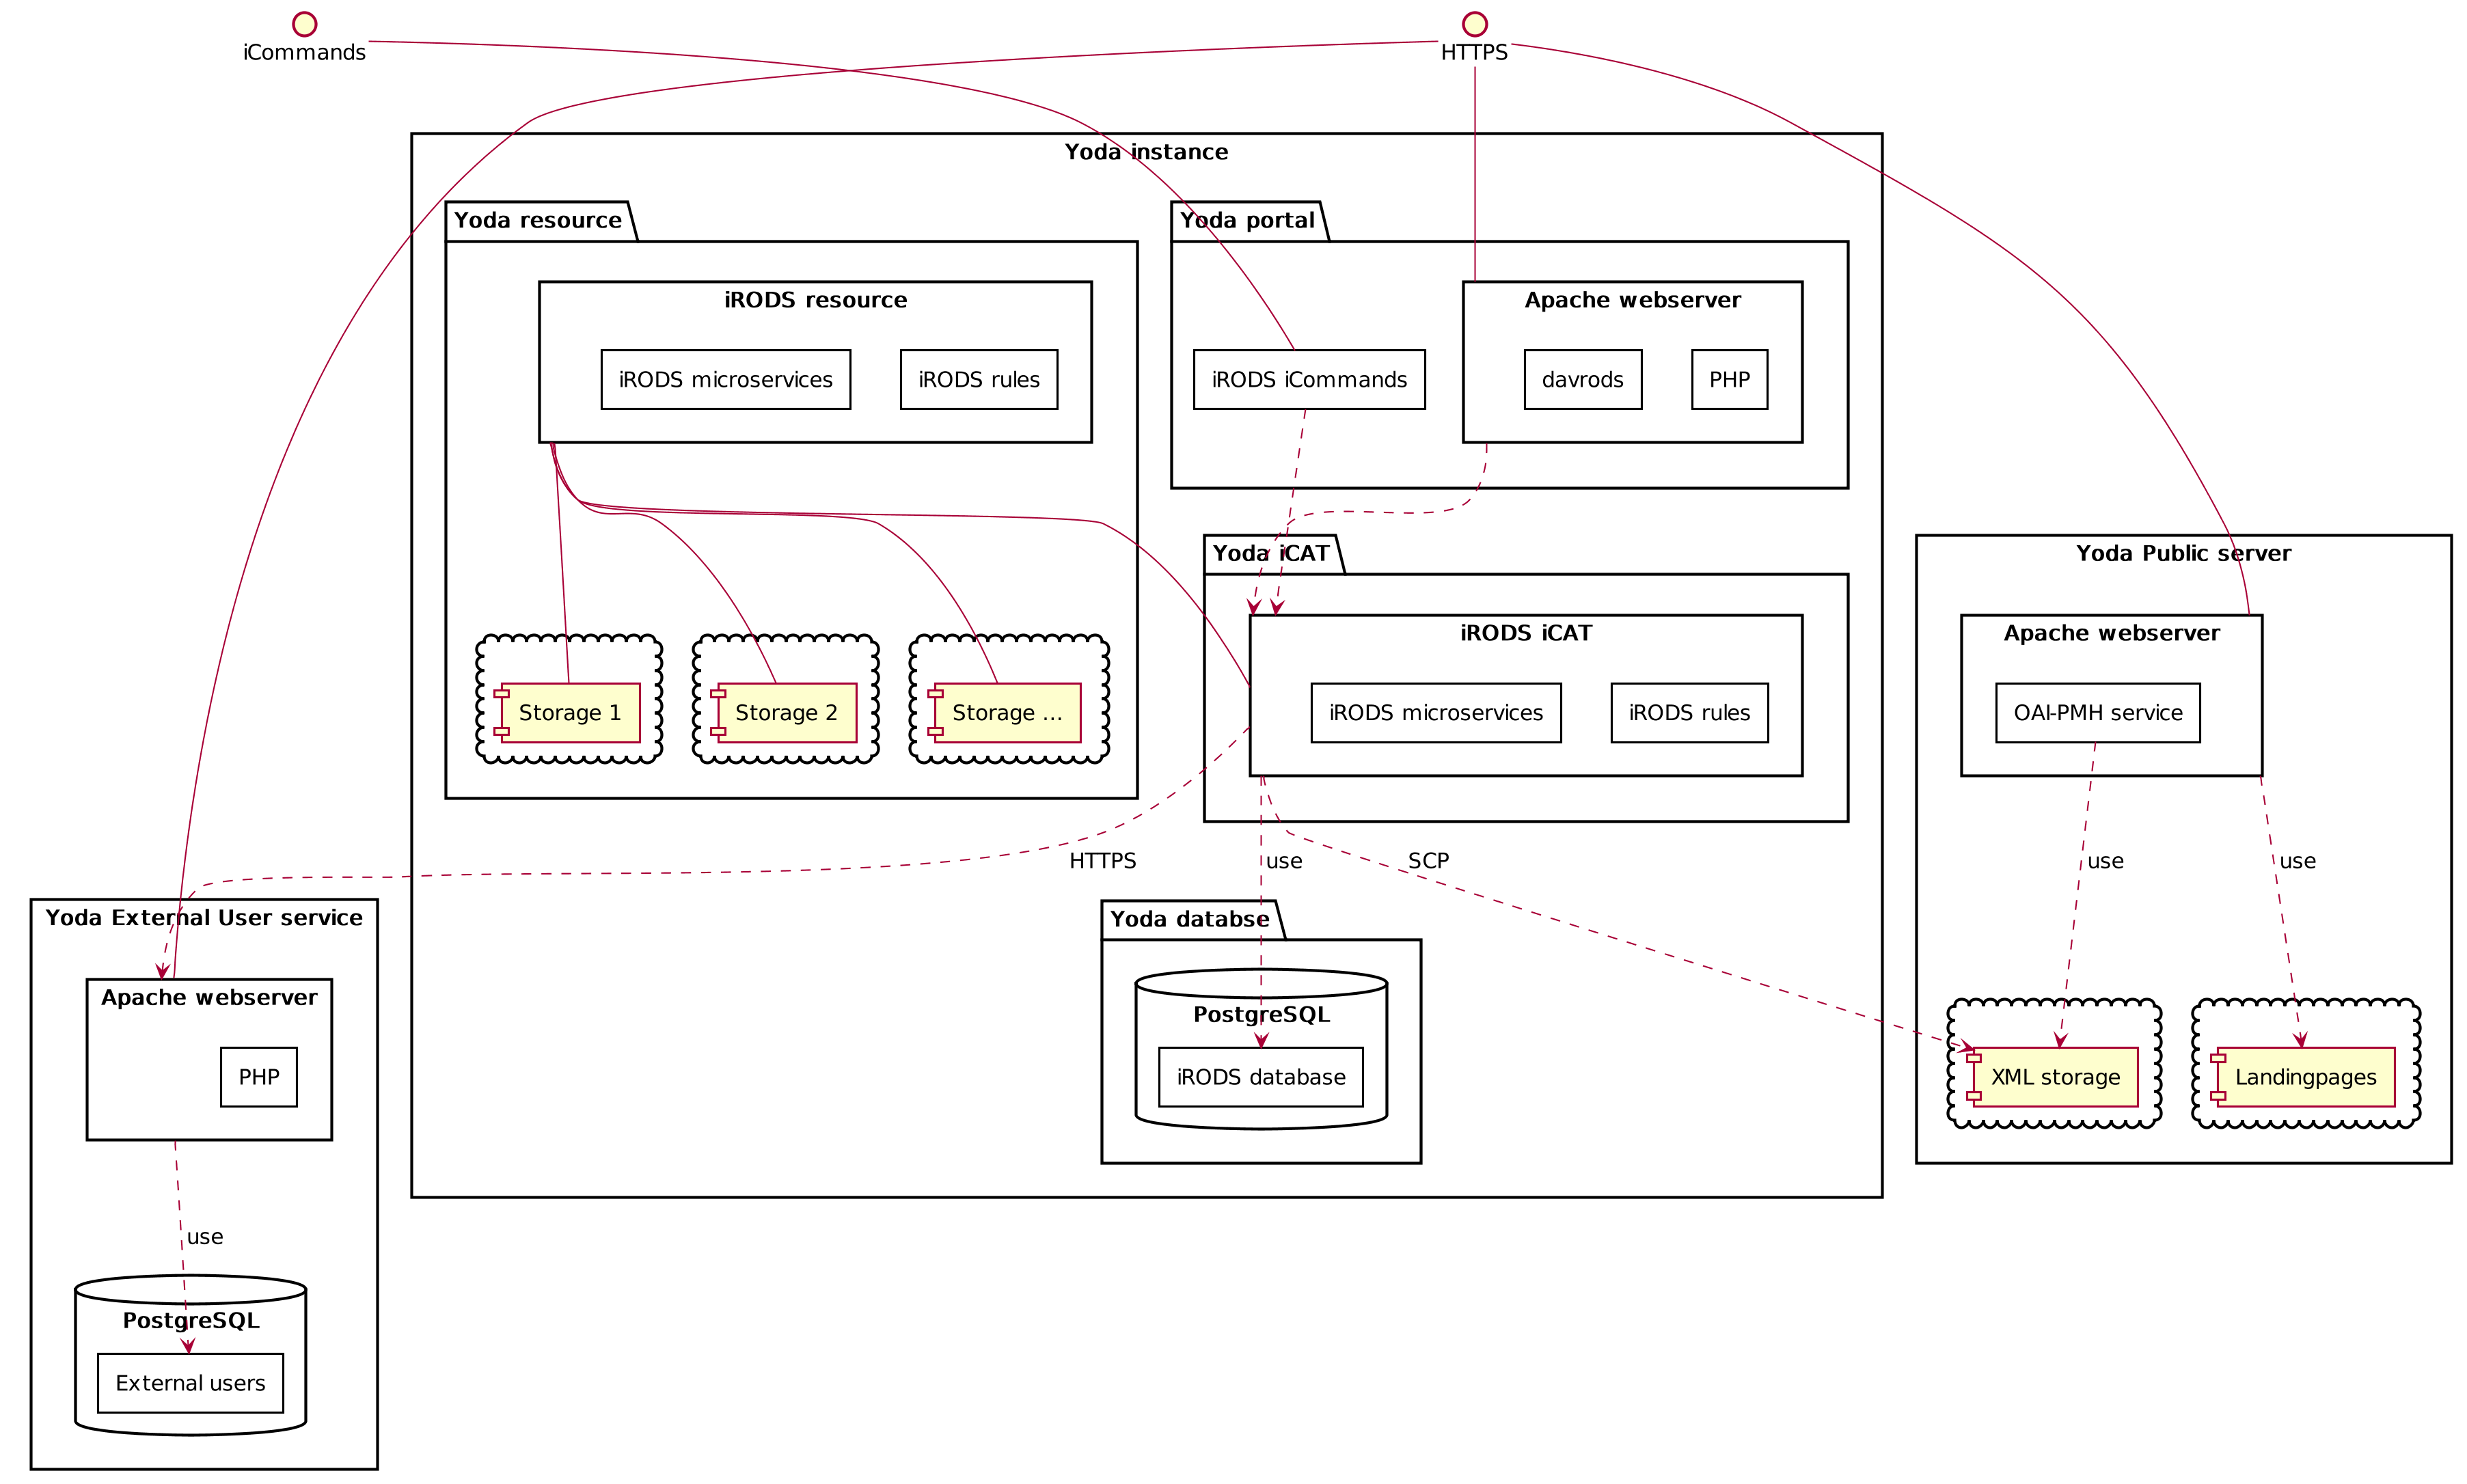 iCommands
HTTPS
Yoda instance
Yoda resource
Yoda portal
iRODS resource
Apache webserver
iRODS microservices
iRODS rules
iRODS iCommands
davrods
PHP
Yoda iCAT
Yoda Public server
iRODS iCAT
Apache webserver
Storage 1
Storage 2
Storage ...
iRODS microservices
iRODS rules
OAI-PMH service
HTTPS
use
SCP
use
use
Yoda External User service
Yoda databse
Apache webserver
PostgreSQL
PHP
iRODS database
XML storage
Landingpages
use
PostgreSQL
External users